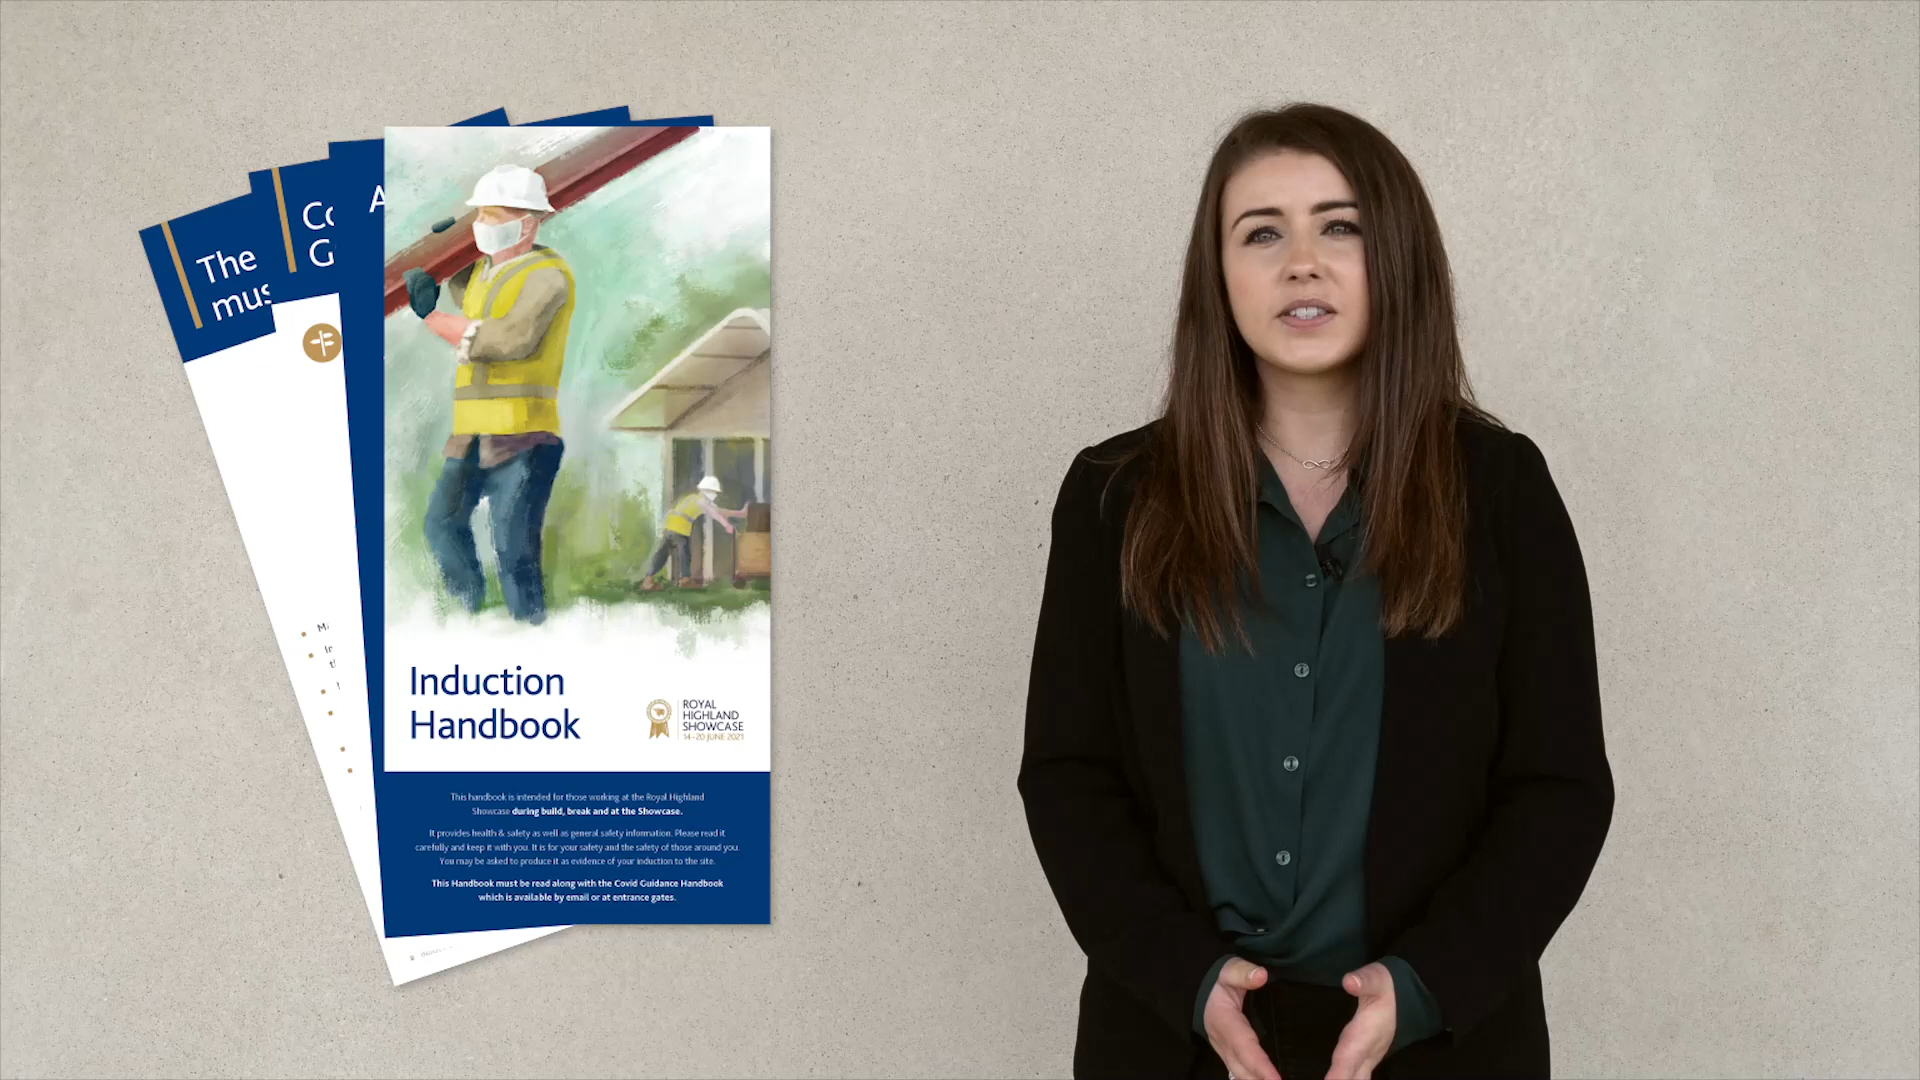 The
mus
Co
G
A
Induction
Handbook
ROYAL
HIGHLAND
SHOWCASE
14–20 JUNE 2021
This handbook is intended for those working at the Royal Highland
Showcase during build, break and at the Showcase.
It provides health & safety as well as general safety information. Please read it
carefully and keep it with you. It is for your safety and the safety of those around you.
You may be asked to produce it as evidence of your induction to the site.
This Handbook must be read along with the Covid Guidance Handbook
which is available by email or at entrance gates.